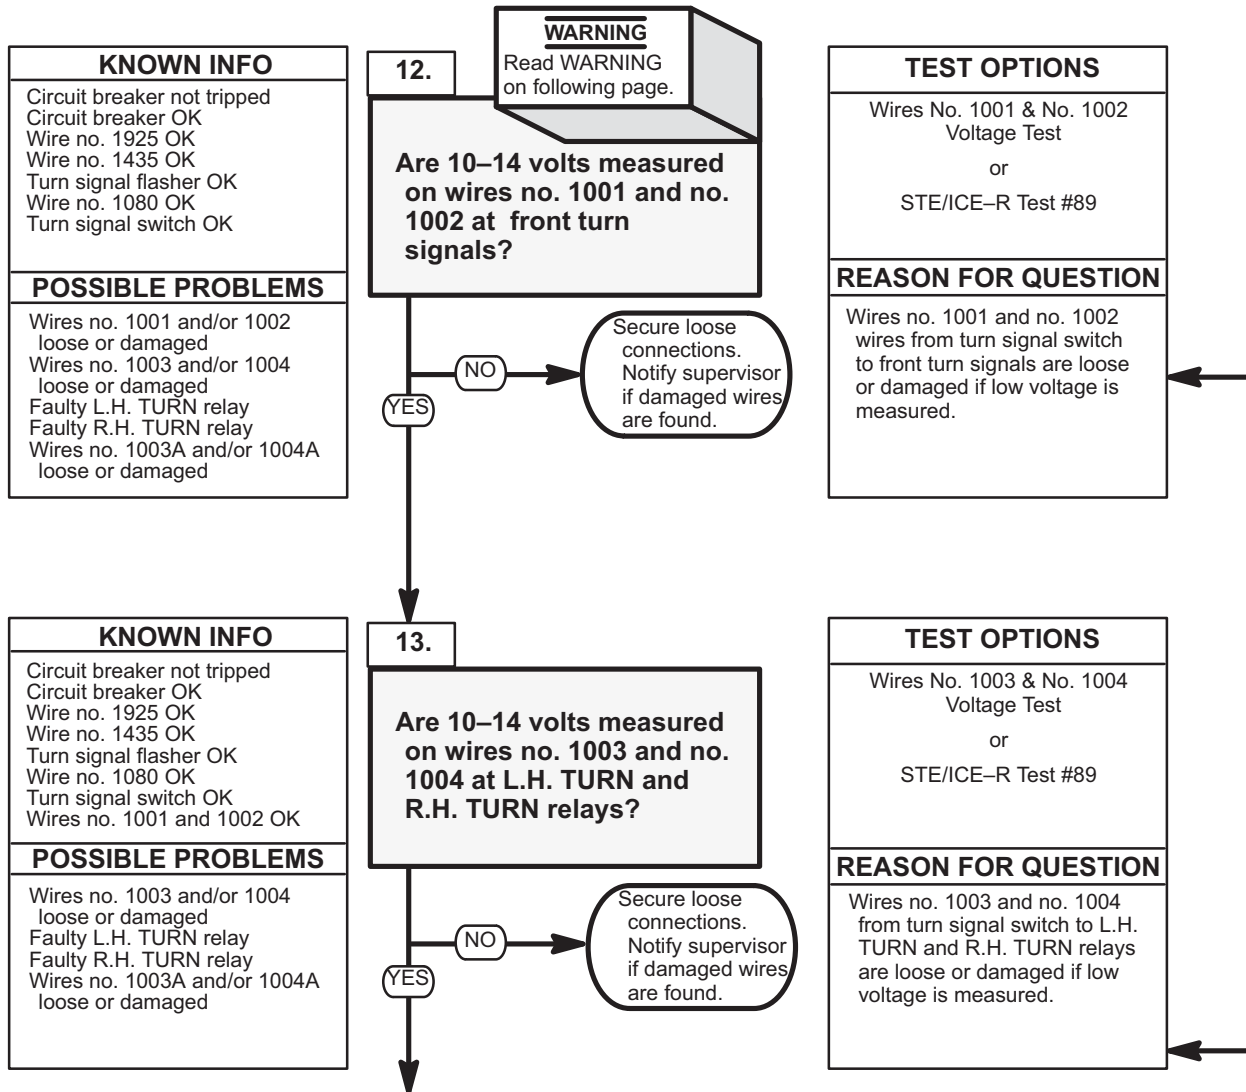 WARNING
Read WARNING
on following page.
KNOWN INFO
Circuit breaker not tripped
Circuit breaker OK
Wire no. 1925 OK
Wire no. 1435 OK
Turn signal flasher OK
Wire no. 1080 OK
Turn signal switch OK
POSSIBLE PROBLEMS
Wires no. 1001 and/or 1002
loose or damaged
Wires no. 1003 and/or 1004
loose or damaged
Faulty L.H. TURN relay
Faulty R.H. TURN relay
Wires no. 1003A and/or 1004A
loose or damaged
12.
Are 10–14 volts measured
on wires no. 1001 and no.
1002 at front turn
signals?
NO
YES
Secure loose
connections.
Notify supervisor
if damaged wires
are found.
TEST OPTIONS
Wires No. 1001 & No. 1002
Voltage Test
or
STE/ICE–R Test #89
REASON FOR QUESTION
Wires no. 1001 and no. 1002
wires from turn signal switch
to front turn signals are loose
or damaged if low voltage is
measured.
KNOWN INFO
Circuit breaker not tripped
Circuit breaker OK
Wire no. 1925 OK
Wire no. 1435 OK
Turn signal flasher OK
Wire no. 1080 OK
Turn signal switch OK
Wires no. 1001 and 1002 OK
POSSIBLE PROBLEMS
Wires no. 1003 and/or 1004
loose or damaged
Faulty L.H. TURN relay
Faulty R.H. TURN relay
Wires no. 1003A and/or 1004A
loose or damaged
13.
Are 10–14 volts measured
on wires no. 1003 and no.
1004 at L.H. TURN and
R.H. TURN relays?
NO
YES
Secure loose
connections.
Notify supervisor
if damaged wires
are found.
TEST OPTIONS
Wires No. 1003 & No. 1004
Voltage Test
or
STE/ICE–R Test #89
REASON FOR QUESTION
Wires no. 1003 and no. 1004
from turn signal switch to L.H.
TURN and R.H. TURN relays
are loose or damaged if low
voltage is measured.